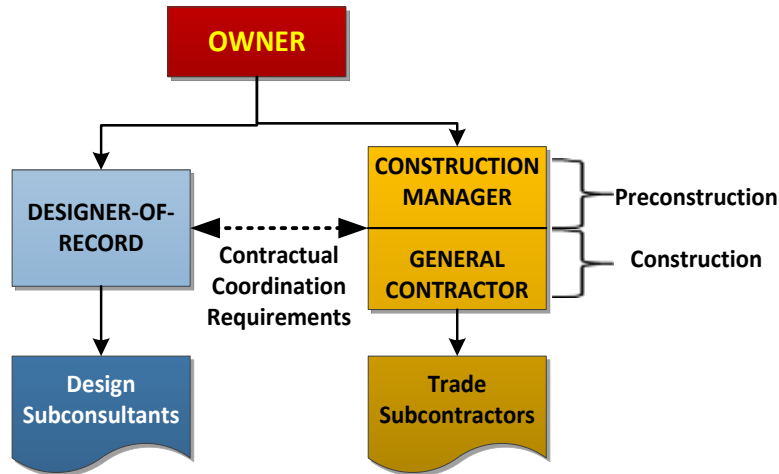 OWNER
DESIGNER-OF-
RECORD
CONSTRUCTION
MANAGER
Preconstruction
Contractual
Coordination
Requirements
GENERAL
CONTRACTOR
Construction
Design
Subconsultants
Trade
Subcontractors